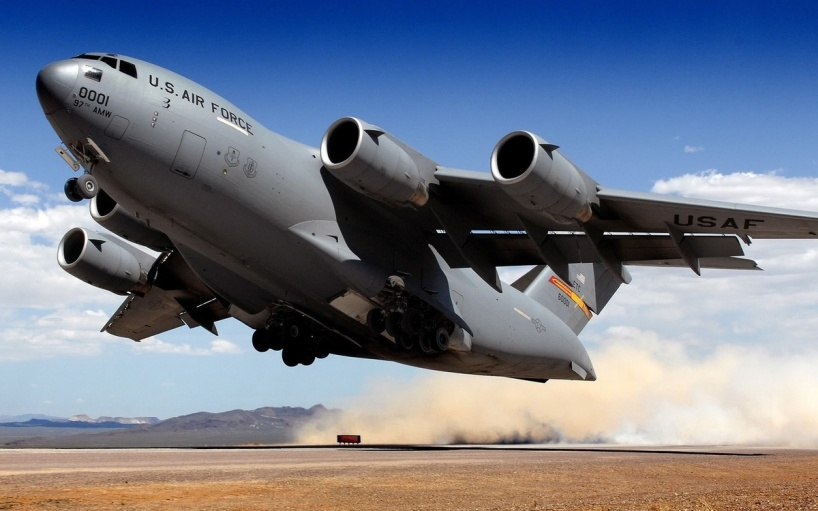 U.S. AIR FORCE
0001
97TH AMW
3
USAF